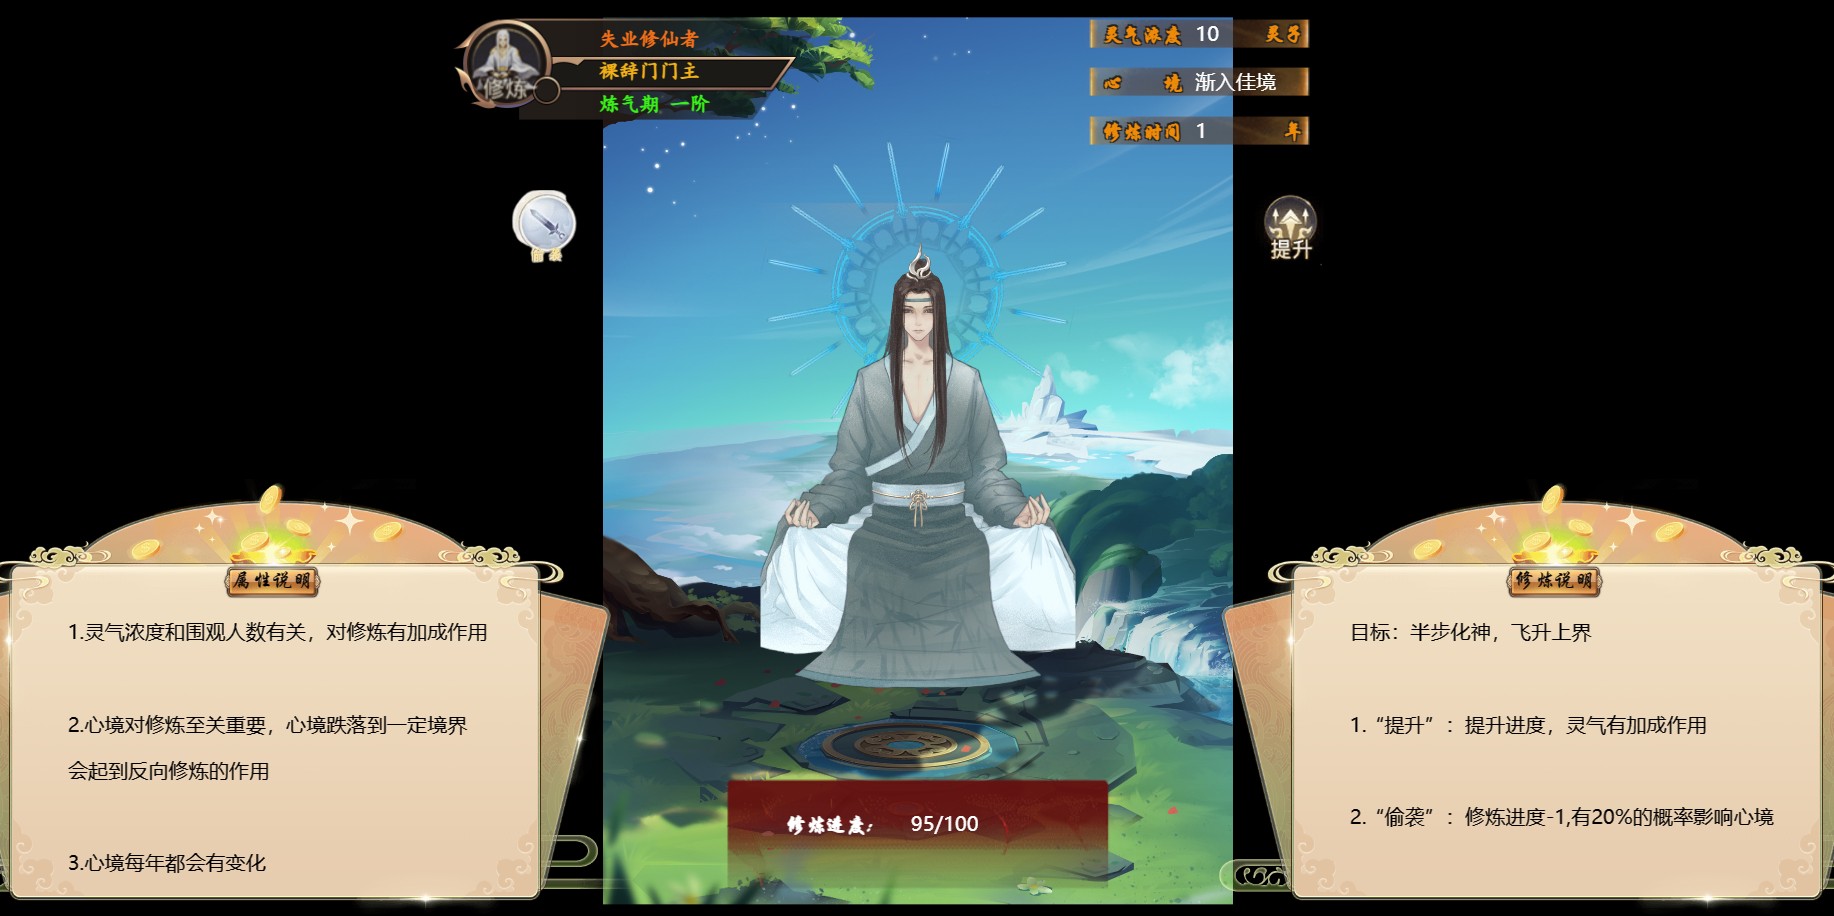 失业修仙者
裸辞门门主
炼气期 一阶
修炼
灵气浓度 10 灵子
心境 渐入佳境
修炼时间 1 年
偷袭
提升
属性说明
1.灵气浓度和围观人数有关，对修炼有加成作用
2.心境对修炼至关重要，心境跌落到一定境界
会起到反向修炼的作用
3.心境每年都会有变化
修炼进度： 95/100
修炼说明
目标：半步化神，飞升上界
1.“提升”：提升进度，灵气有加成作用
2.“偷袭”：修炼进度-1,有20%的概率影响心境